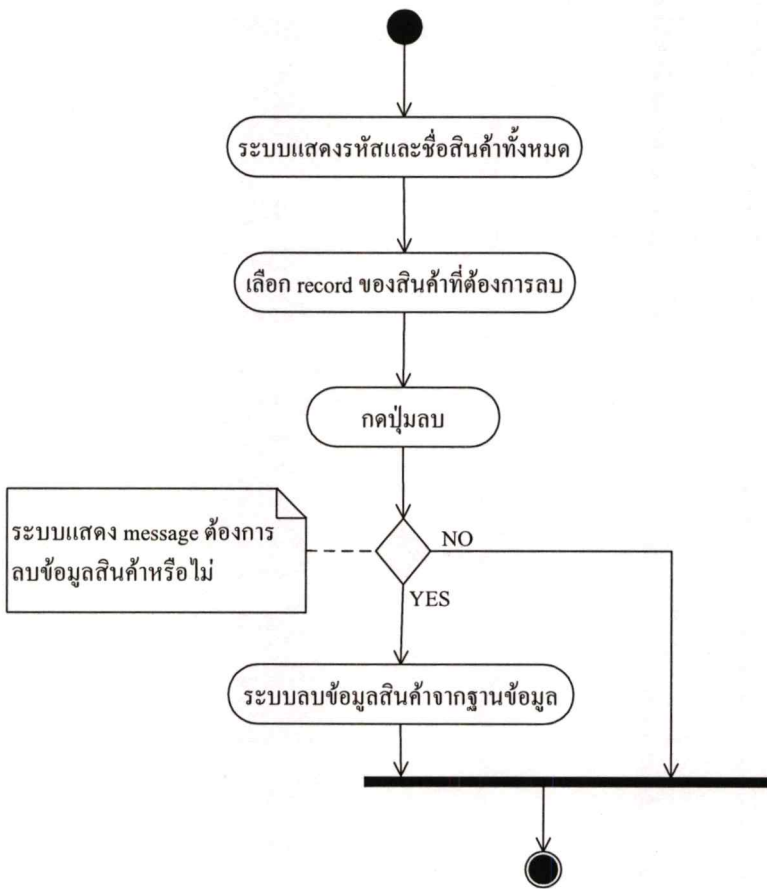 ระบบแสดงรหัสและชื่อสินค้าทั้งหมด
เลือก record ของสินค้าที่ต้องการลบ
กดปุ่มลบ
ระบบแสดง message ต้องการ
ลบข้อมูลสินค้าหรือไม่
NO
YES
ระบบลบข้อมูลสินค้าจากฐานข้อมูล